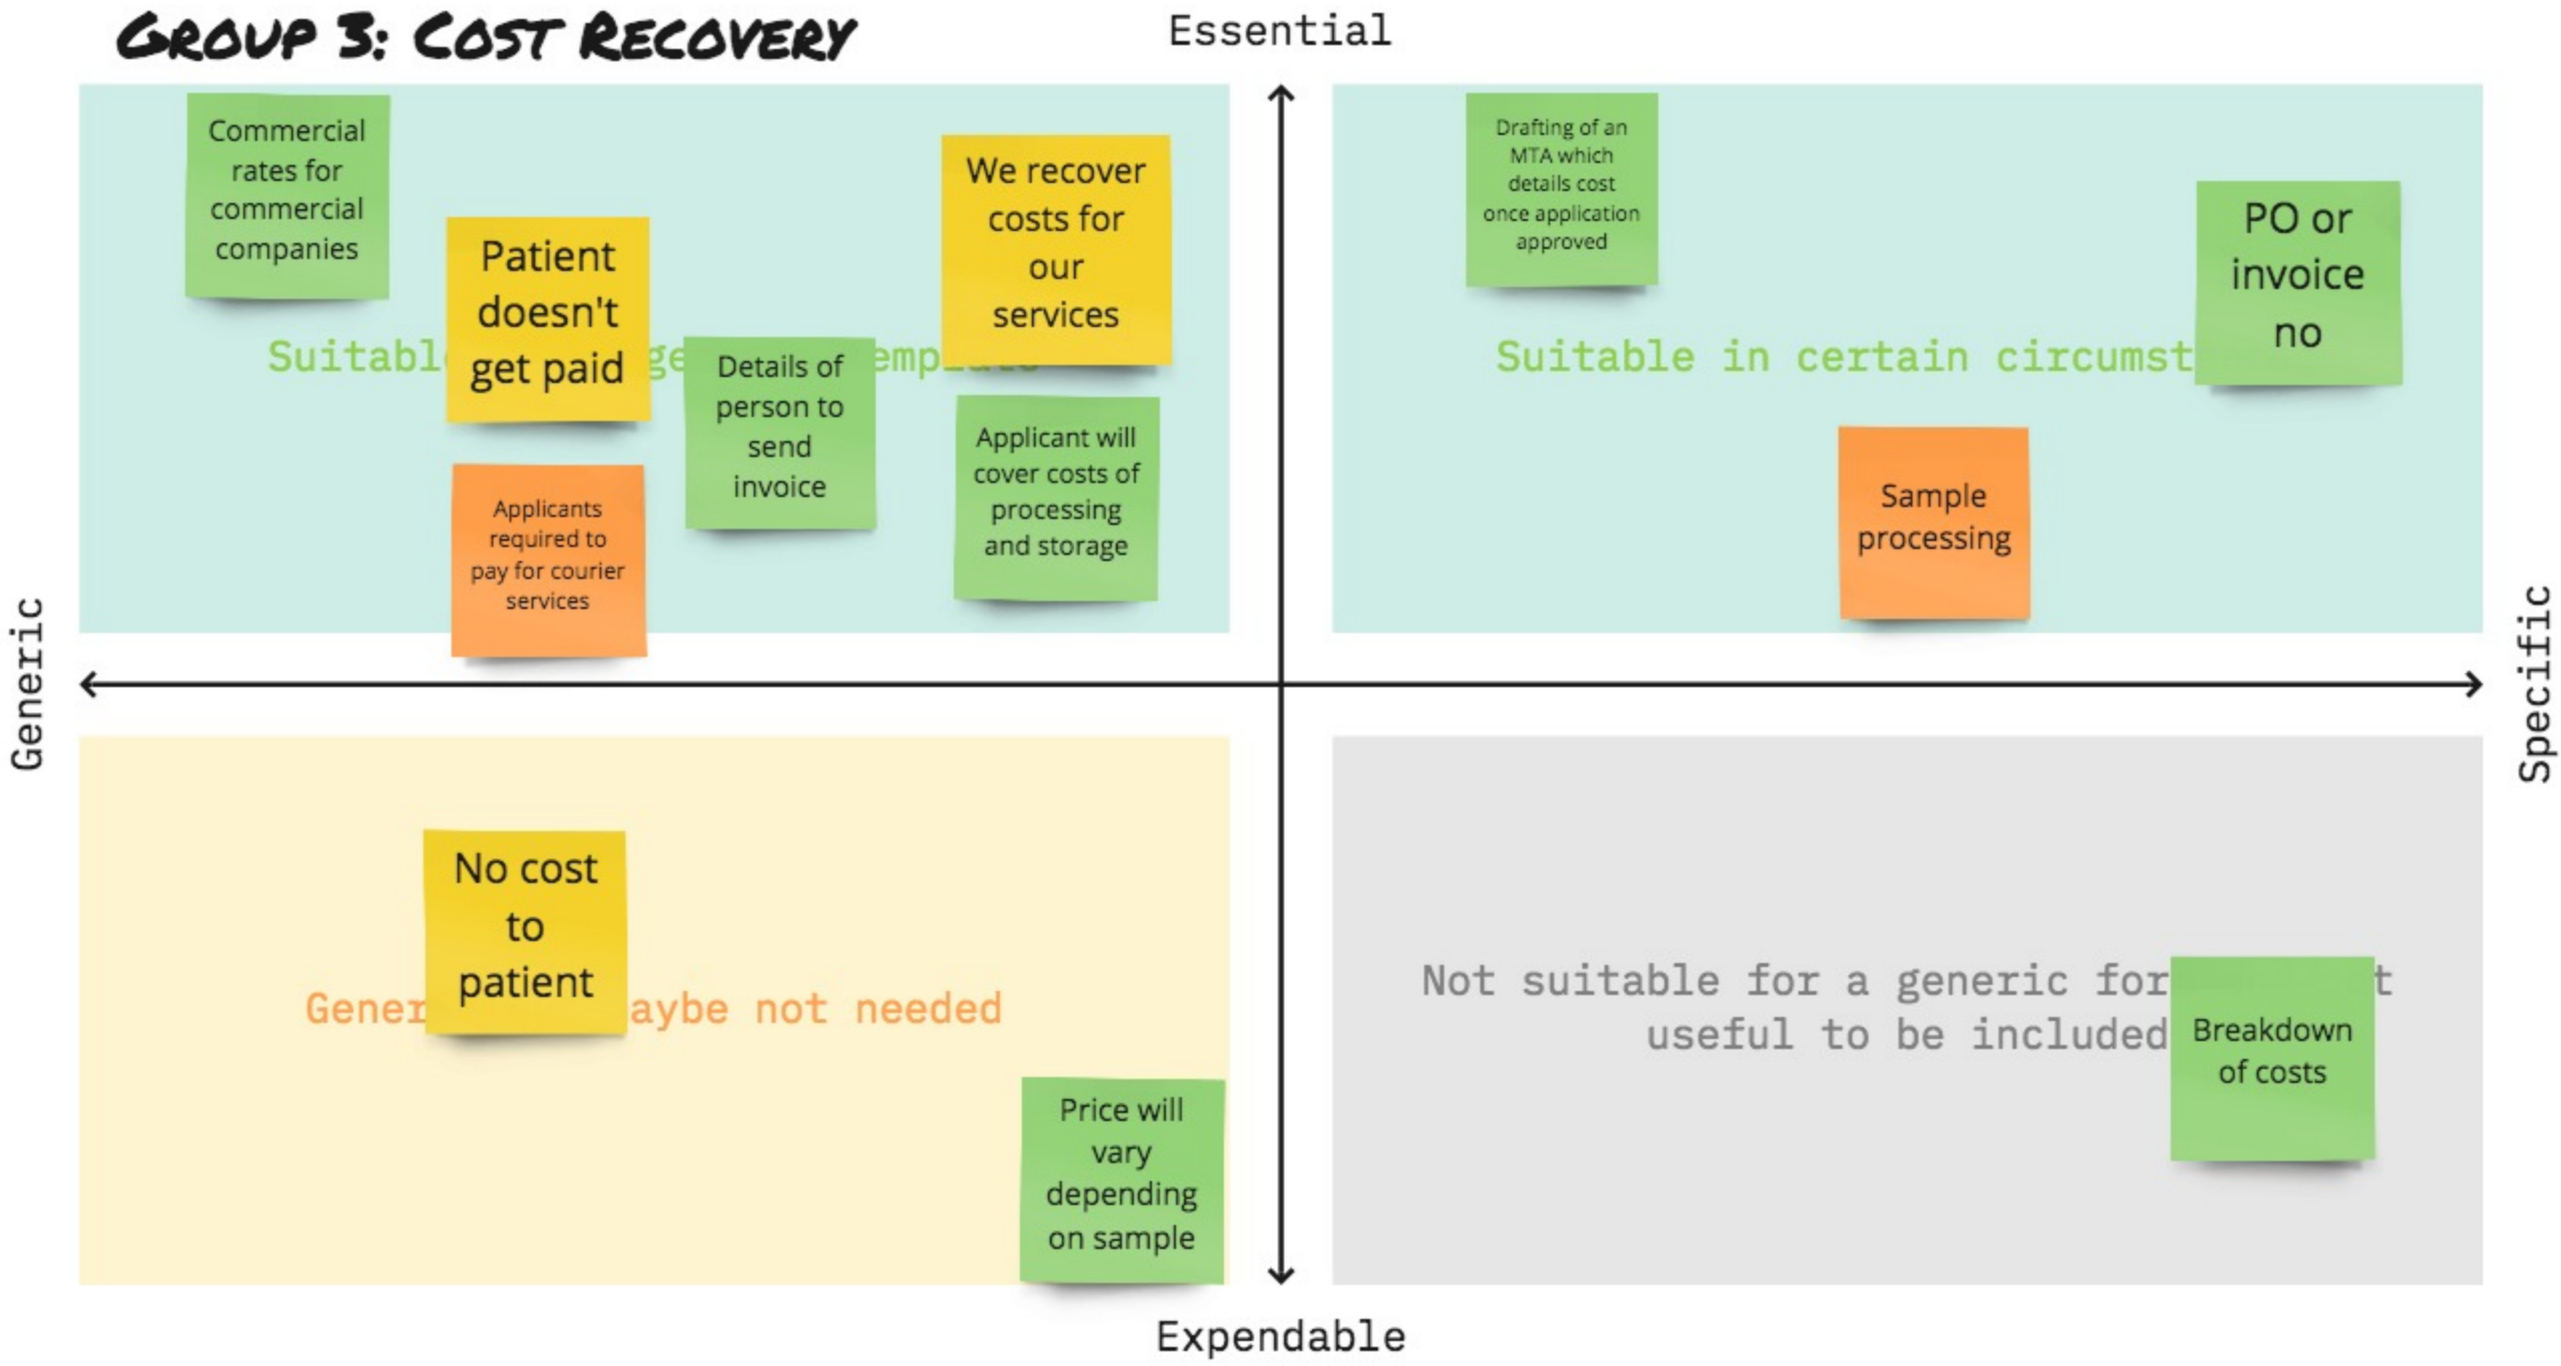 GROUP 3: COST RECOVERY
Essential
Commercial
rates for
commercial
companies
Patient
doesn't
get paid
We recover
costs for
our
services
Details of
person to
send
invoice
Applicant will
cover costs of
processing
and storage
Applicants
required to
pay for courier
services
Drafting of an
MTA which
details cost
once application
approved
PO or
invoice
no
Suitable in certain
Sample
processing
Generic
Specific
No cost
to
patient
maybe not needed
Price will
vary
depending
on sample
Not suitable for a generic
useful to be included
Breakdown
of costs
Expendable